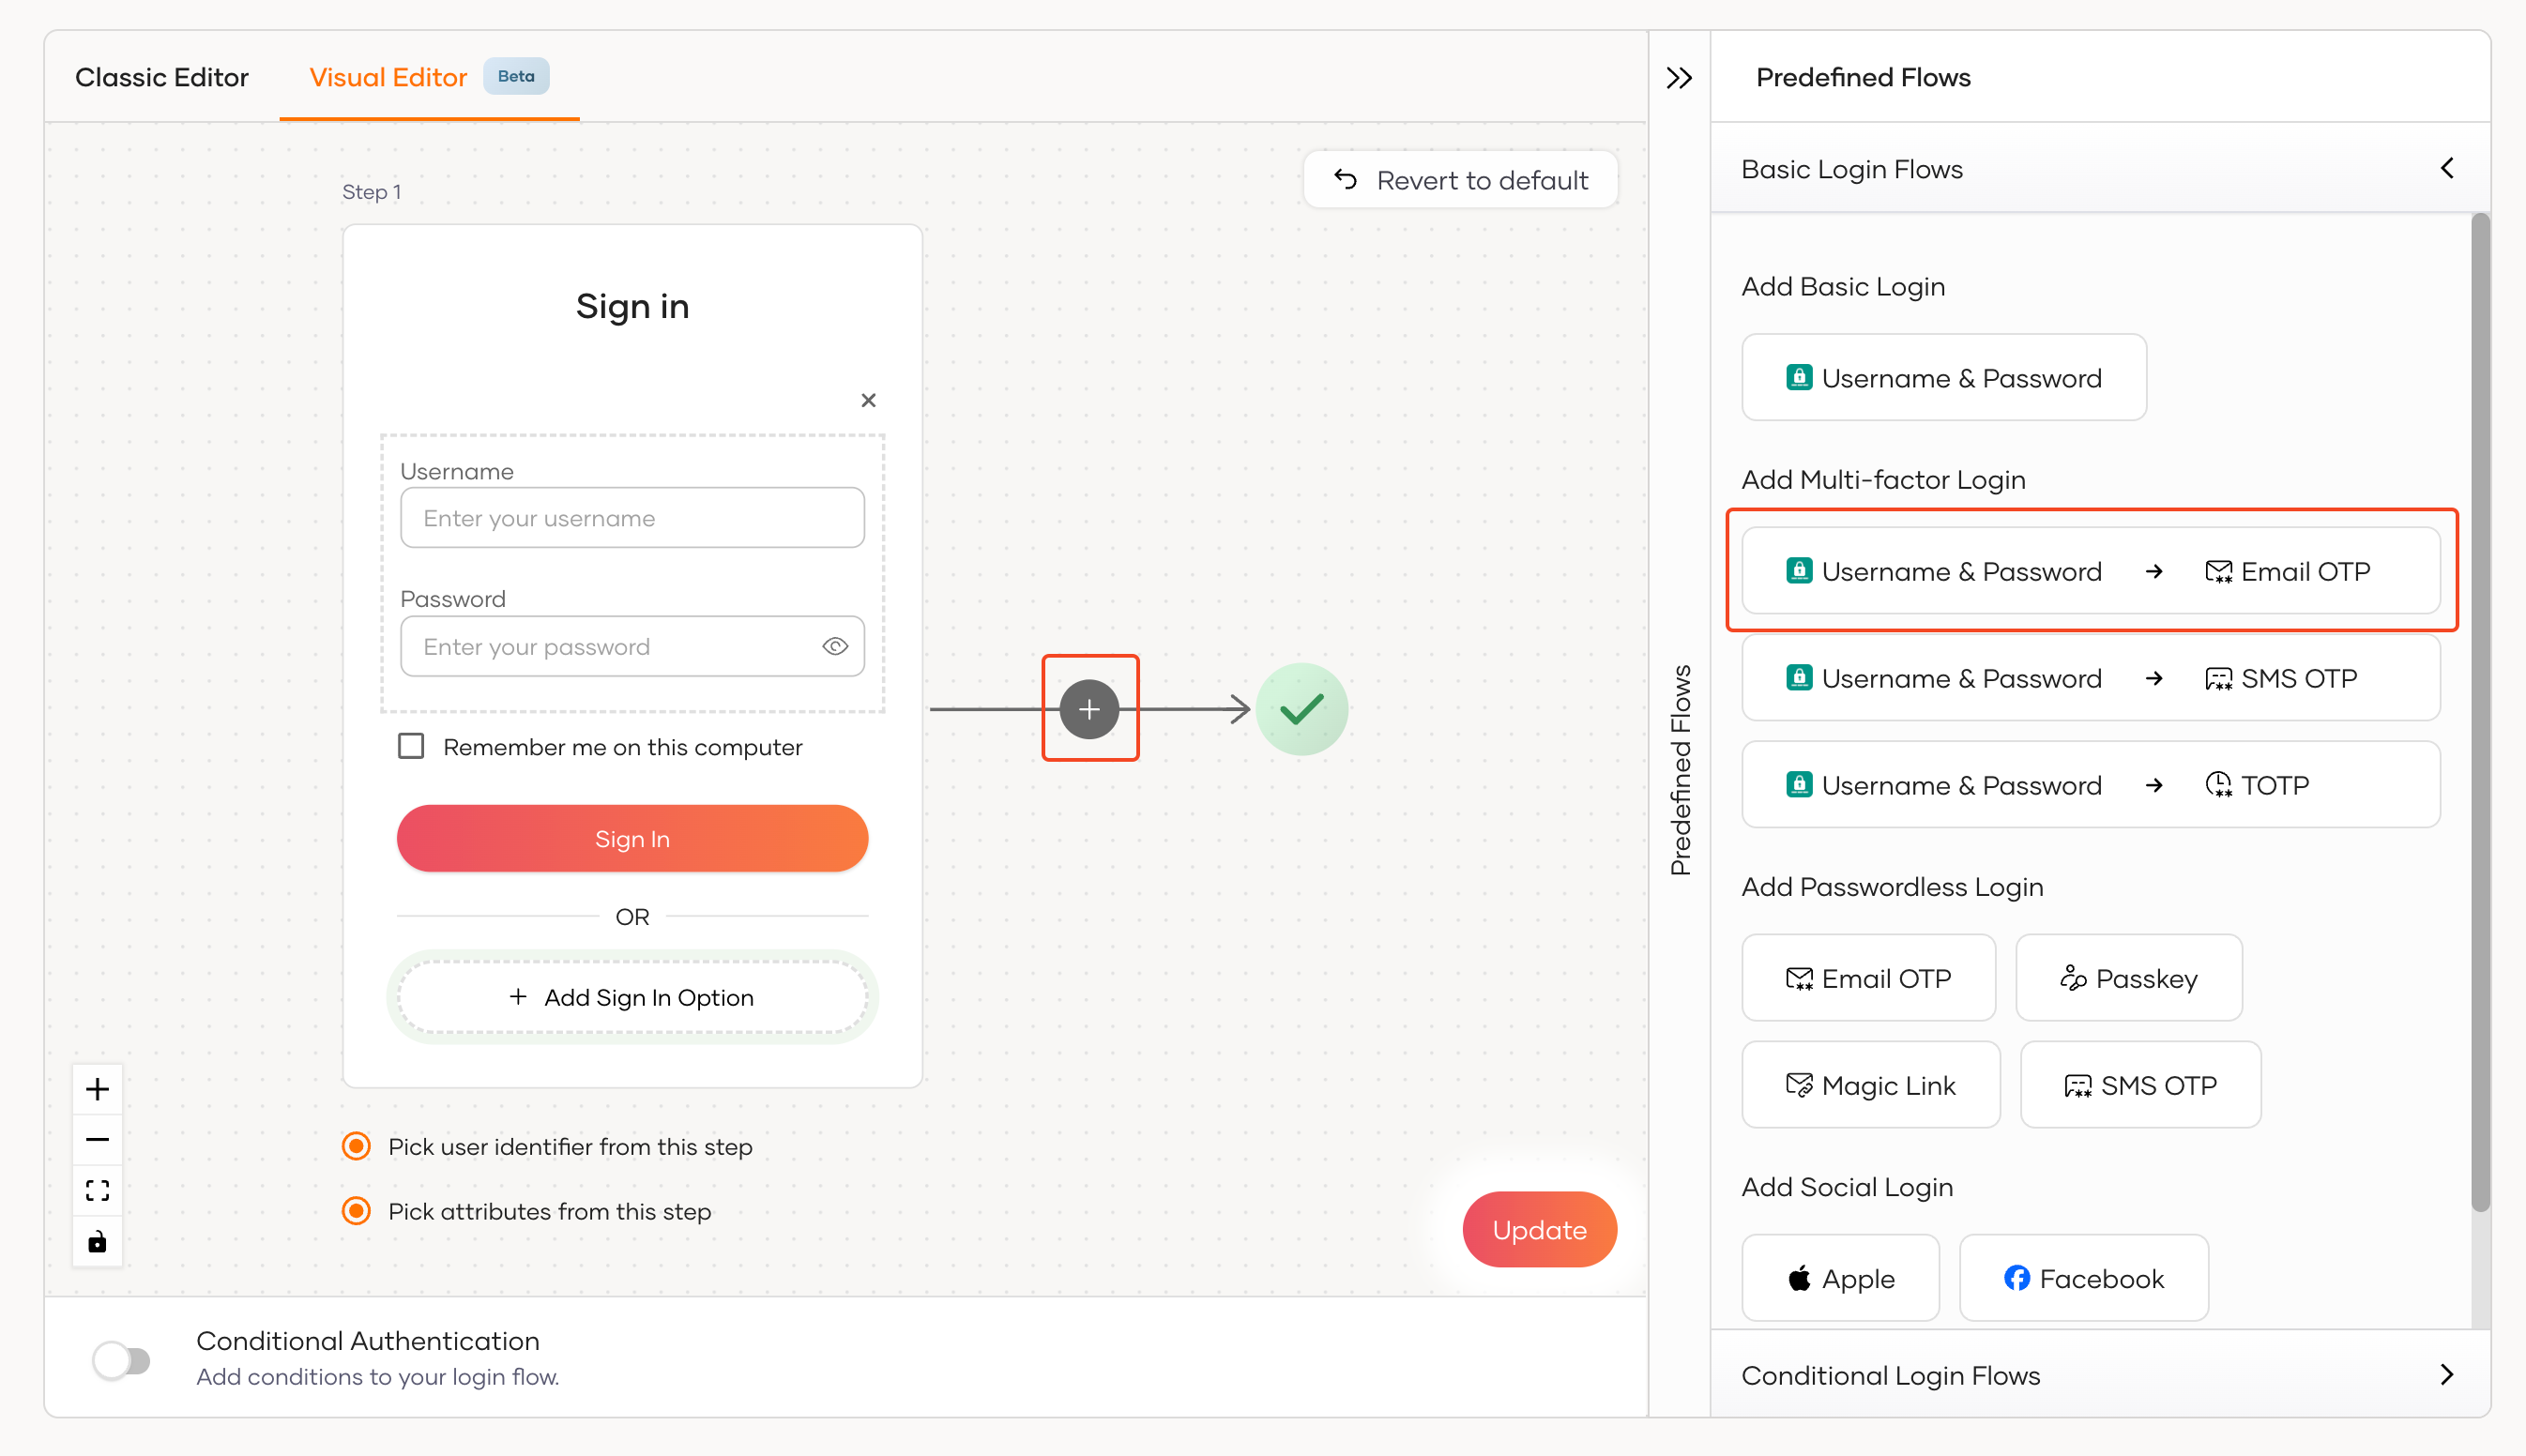 Classic Editor
Visual Editor Beta
Revert to default
Step 1
Sign in
Username
Enter your username
Password
Enter your password
Remember me on this computer
Sign In
OR
Add Sign In Option
Pick user identifier from this step
Pick attributes from this step
Update
Conditional Authentication
Add conditions to your login flow.
Predefined Flows
Predefined Flows
Basic Login Flows
Add Basic Login
Username & Password
Add Multi-factor Login
Username & Password → Email OTP
Username & Password → SMS OTP
Username & Password → TOTP
Add Passwordless Login
Email OTP Passkey
Magic Link SMS OTP
Add Social Login
Apple Facebook
Conditional Login Flows